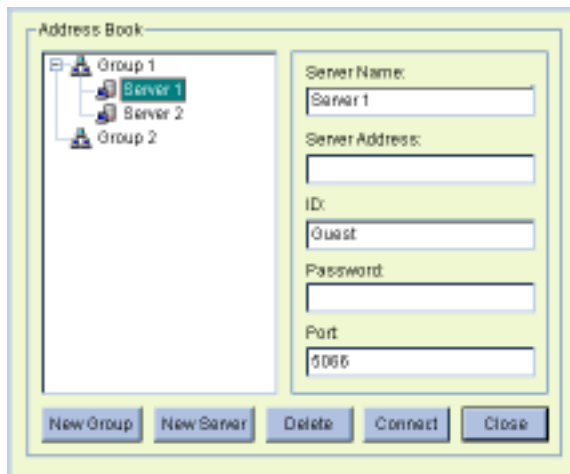 Address Book
Group 1
Server 1
Server 2
Group 2
Server Name:
Server 1
Server Address:
ID:
Guest
Password:
Port
5066
New Group
New Server
Delete
Connect
Close